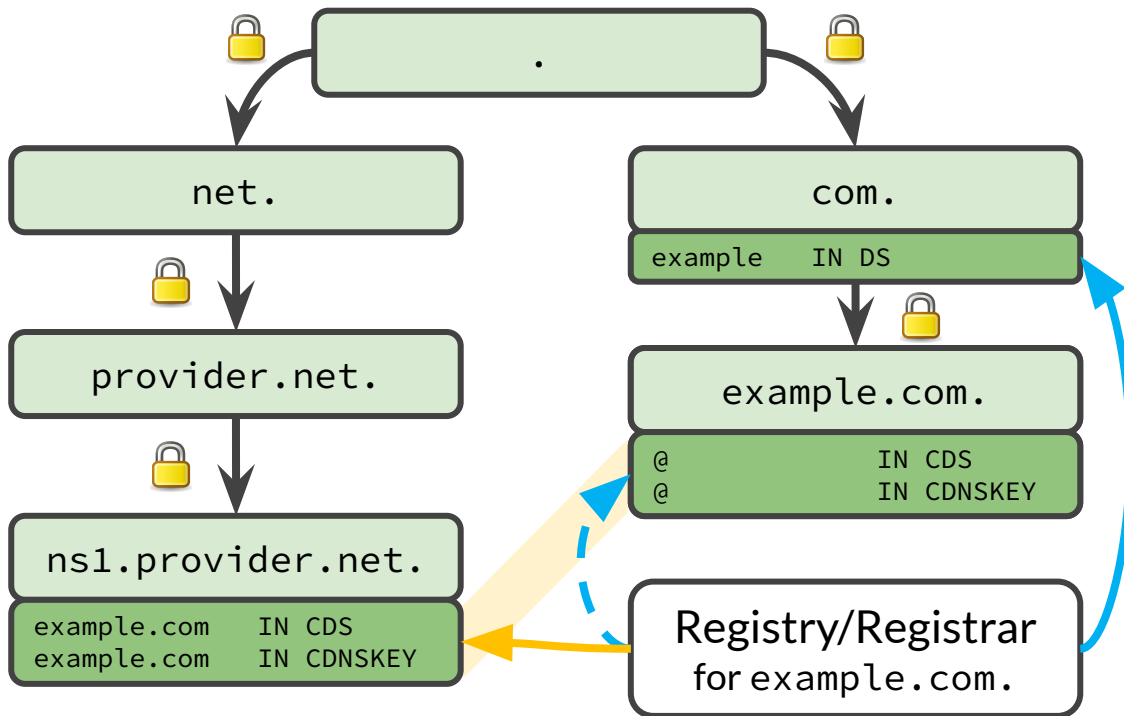 .
net.
com.
example   IN DS
provider.net.
example.com.
@             IN CDS
@             IN CDNSKEY
ns1.provider.net.
example.com   IN CDS
example.com   IN CDNSKEY
Registry/Registrar
for example.com.